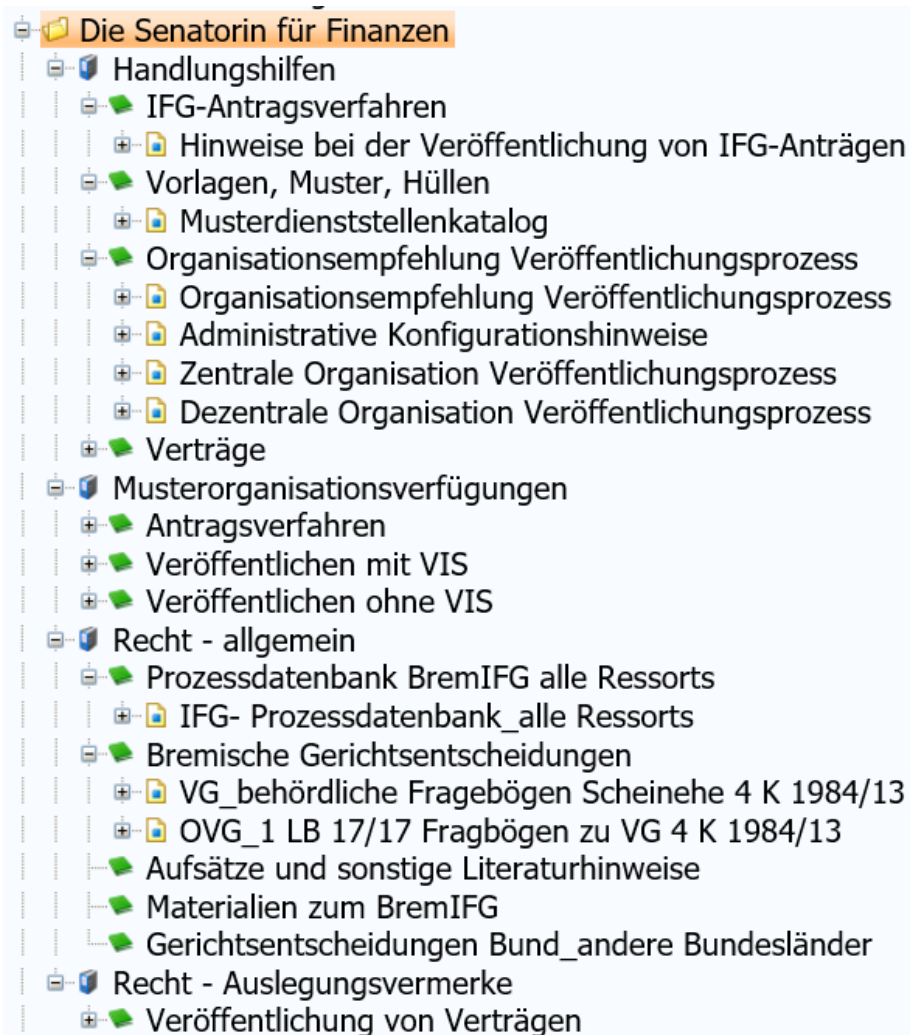 Die Senatorin für Finanzen
Handlungshilfen
IFG-Antragsverfahren
Hinweise bei der Veröffentlichung von IFG-Anträgen
Vorlagen, Muster, Hüllen
Musterdienststellenkatalog
Organisationsempfehlung Veröffentlichungsprozess
Organisationsempfehlung Veröffentlichungsprozess
Administrative Konfigurationshinweise
Zentrale Organisation Veröffentlichungsprozess
Dezentrale Organisation Veröffentlichungsprozess
Verträge
Musterorganisationsverfügungen
Antragsverfahren
Veröffentlichen mit VIS
Veröffentlichen ohne VIS
Recht - allgemein
Prozessdatenbank BremIFG alle Ressorts
IFG- Prozessdatenbank_alle Ressorts
Bremische Gerichtsentscheidungen
VG_behördliche Fragebögen Scheinehe 4 K 1984/13
OVG_1 LB 17/17 Fragbögen zu VG 4 K 1984/13
Aufsätze und sonstige Literaturhinweise
Materialien zum BremIFG
Gerichtsentscheidungen Bund_andere Bundesländer
Recht - Auslegungsvermerke
Veröffentlichung von Verträgen